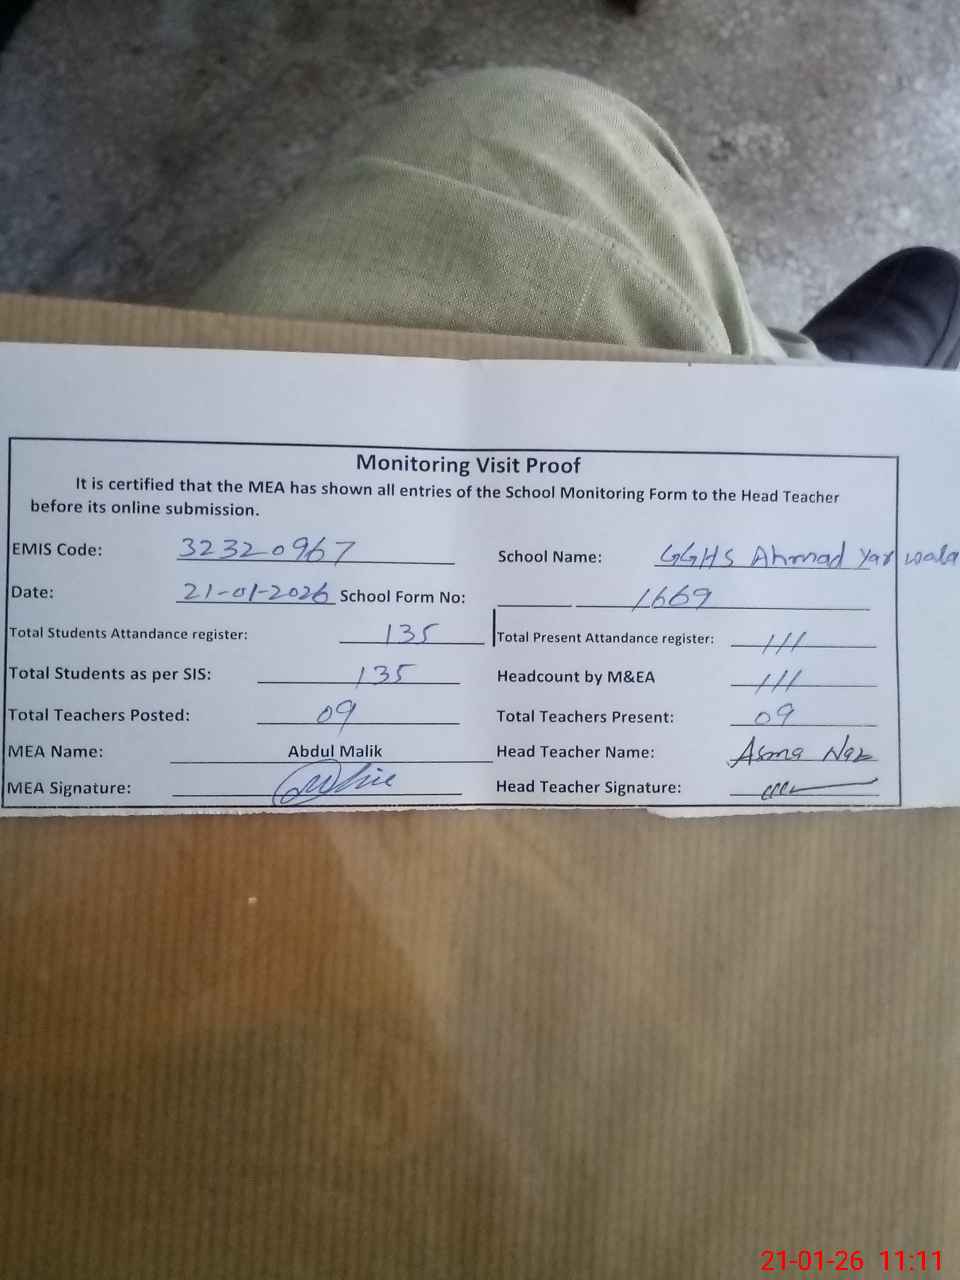 Monitoring Visit Proof
It is certified that the MEA has shown all entries of the School Monitoring Form to the Head Teacher
before its online submission.
EMIS Code: 32320967 School Name: GGHS Ahmad Yar wala
Date: 21-01-2026 School Form No: 1669
Total Students Attandance register: 135 Total Present Attandance register: 111
Total Students as per SIS: 135 Headcount by M&EA 111
Total Teachers Posted: 09 Total Teachers Present: 09
MEA Name: Abdul Malik Head Teacher Name: Asma Naz
MEA Signature: Head Teacher Signature:
21-01-26 11:11